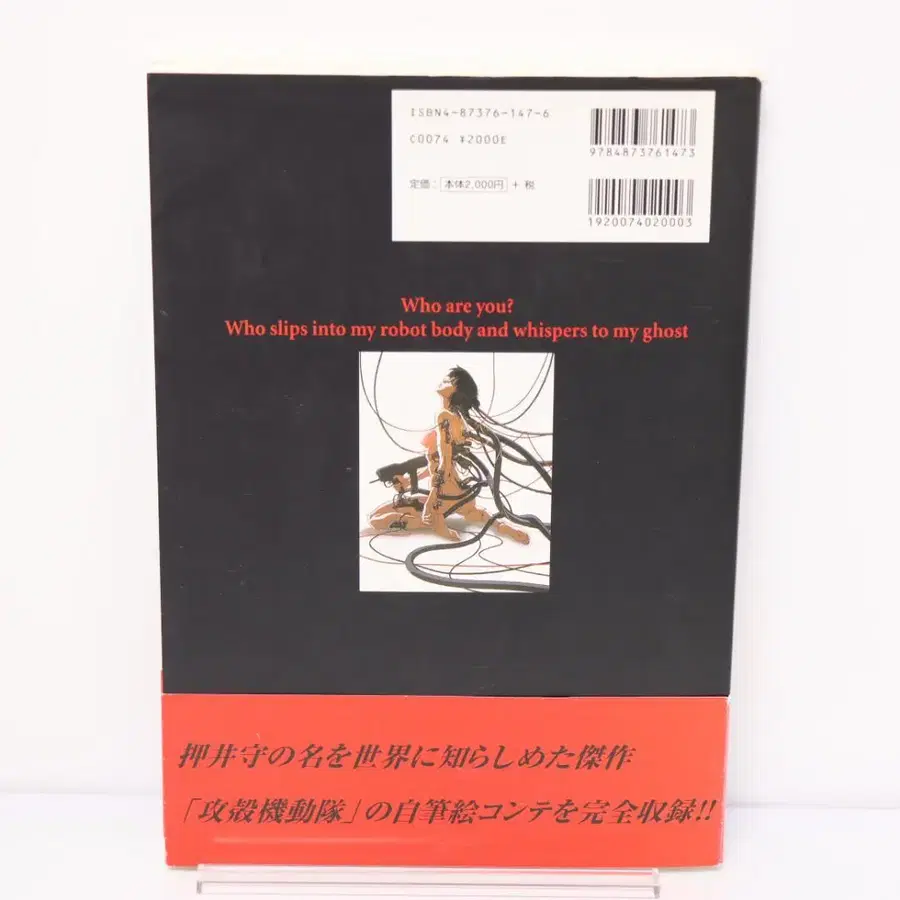 ISBN4-87376-147-6
C0074 ¥2000E
定価：本体2,000円＋税
9784873761473
1920074020003
Who are you?
Who slips into my robot body and whispers to my ghost
押井守の名を世界に知らしめた傑作
「攻殻機動隊」の自筆絵コンテを完全収録!!